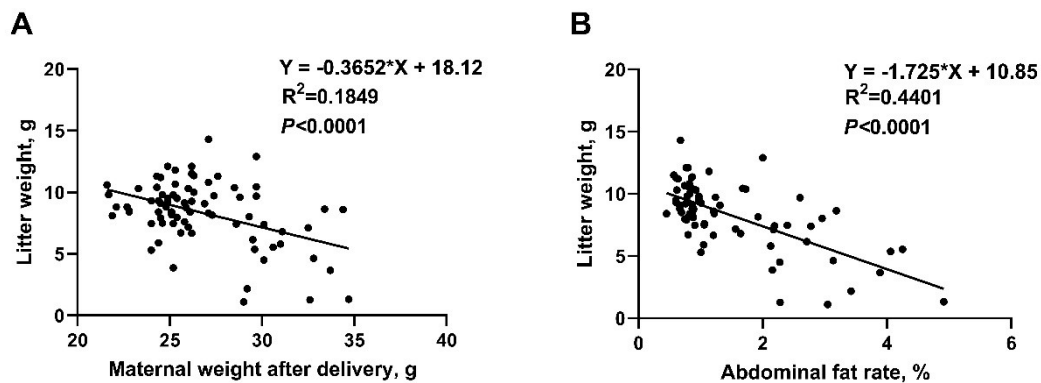 A
Y = -0.3652*X + 18.12
R²=0.1849
P<0.0001
Litter weight, g
20
15
10
5
0
20 25 30 35 40
Maternal weight after delivery, g
B
Y = -1.725*X + 10.85
R²=0.4401
P<0.0001
Litter weight, g
20
15
10
5
0
0 2 4 6
Abdominal fat rate, %